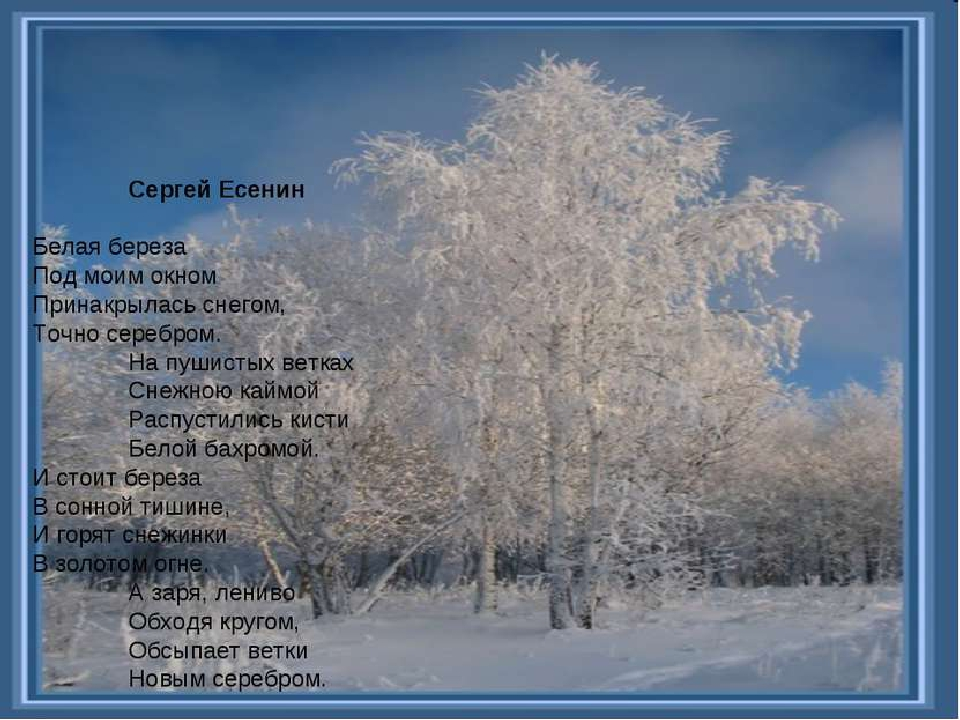 Сергей Есенин
Белая береза
Под моим окном
Принакрылась снегом,
Точно серебром.
На пушистых ветках
Снежною каймой
Распустились кисти
Белой бахромой.
И стоит береза
В сонной тишине,
И горят снежинки
В золотом огне.
А заря, лениво
Обходя кругом,
Обсыпает ветки
Новым серебром.